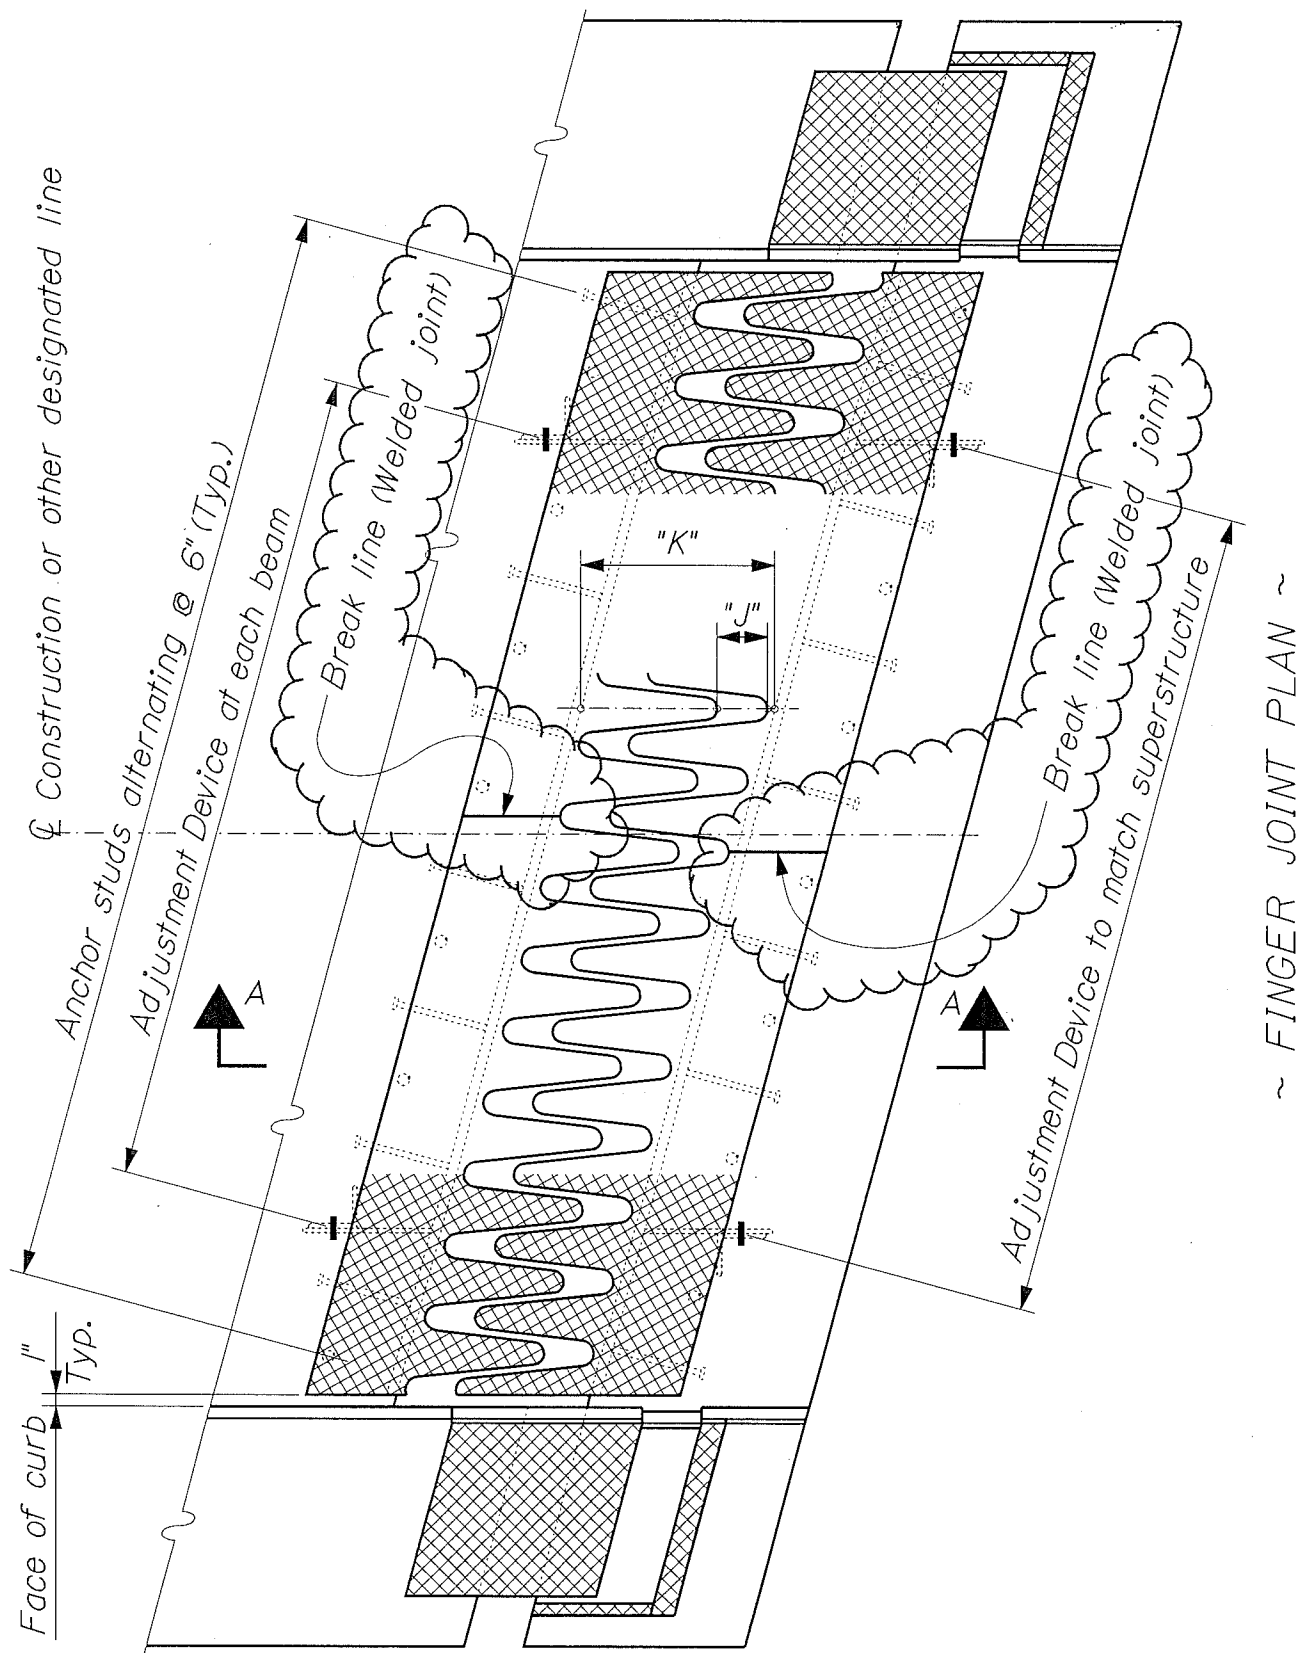 ℄ Construction or other designated line
Anchor studs alternating @ 6" (Typ.)
Adjustment Device at each beam
Break line (Welded joint)
Face of curb
1"
Typ.
"K"
"J"
A
A
Break line (Welded joint)
Adjustment Device to match superstructure
~ FINGER JOINT PLAN ~